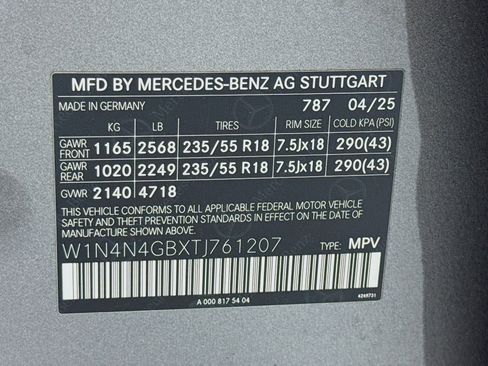 MFD BY MERCEDES-BENZ AG STUTTGART
MADE IN GERMANY 787 04/25
KG LB TIRES RIM SIZE COLD KPA (PSI)
GAWR FRONT 1165 2568 235/55 R18 7.5Jx18 290(43)
GAWR REAR 1020 2249 235/55 R18 7.5Jx18 290(43)
GVWR 2140 4718
THIS VEHICLE CONFORMS TO ALL APPLICABLE FEDERAL MOTOR VEHICLE
SAFETY, BUMPER, AND THEFT PREVENTION STANDARDS IN EFFECT ON THE DATE OF
MANUFACTURE SHOWN ABOVE.
W1N4N4GBXTJ761207 TYPE: MPV
A 000 817 54 04 4249731